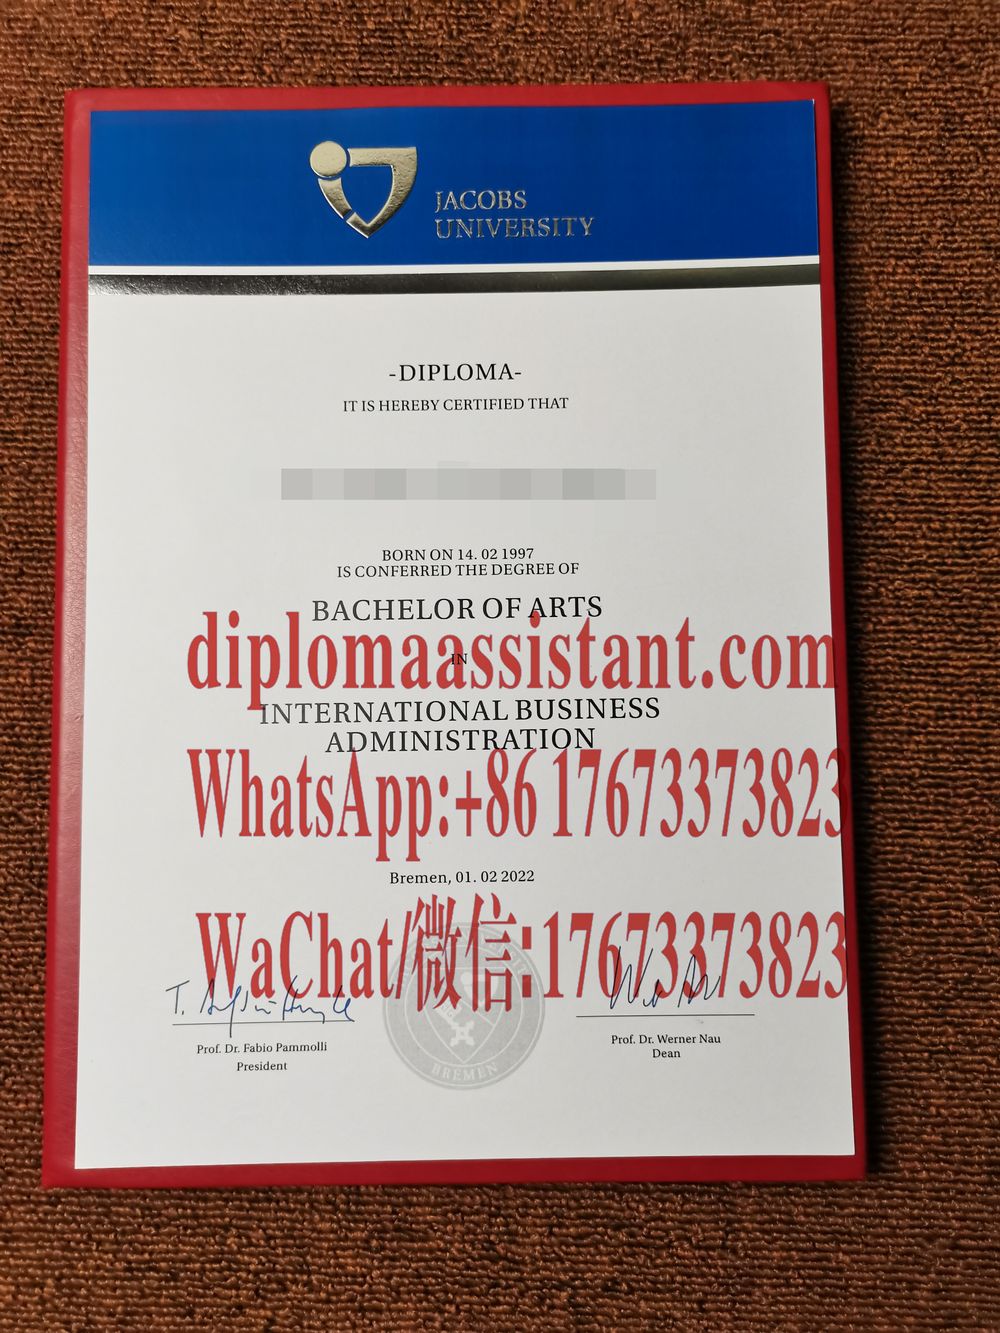 JACOBS
UNIVERSITY
-DIPLOMA-
IT IS HEREBY CERTIFIED THAT
BORN ON 14. 02 1997
IS CONFERRED THE DEGREE OF
BACHELOR OF ARTS
diplomaassistant.com
IN
INTERNATIONAL BUSINESS
ADMINISTRATION
WhatsApp:+86 17673373823
Bremen, 01. 02 2022
WaChat/微信:17673373823
Prof. Dr. Fabio Pammolli
President
Prof. Dr. Werner Nau
Dean
BREMEN